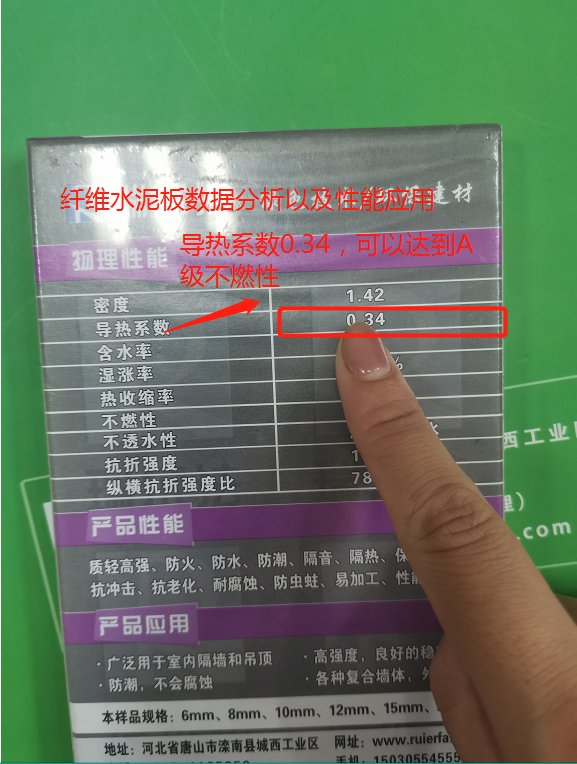 纤维水泥板数据分析以及性能应用
建材
导热系数0.34，可以达到A
级不燃性
物理性能
密度 1.42
导热系数 0.34
含水率
湿涨率 %
热收缩率
不燃性
不透水性 水
抗折强度 1
纵横抗折强度比 78
西工业
理）
.com
产品性能
质轻高强、防火、防水、防潮、隔音、隔热、保
抗冲击、抗老化、耐腐蚀、防虫蛀、易加工、性能
产品应用
·广泛用于室内隔墙和吊顶 ·高强度，良好的稳
·防潮，不会腐蚀 ·各种复合墙体，外
本样品规格：6mm、8mm、10mm、12mm、15mm、
地址：河北省唐山市滦南县城西工业区 网址：www.ruierfa
手机：15030554555